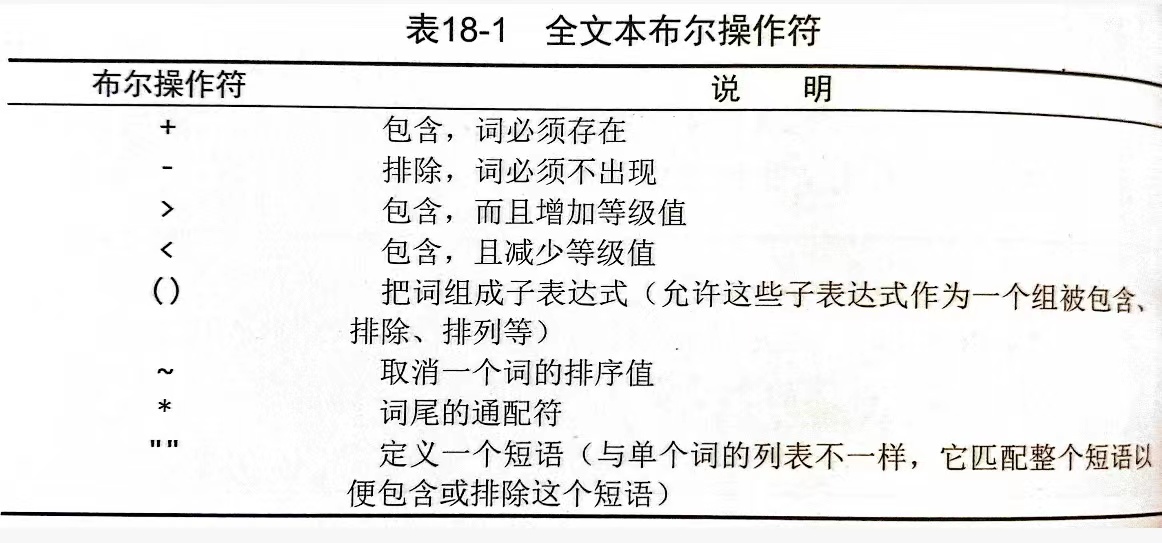 表18-1 全文本布尔操作符
布尔操作符 说 明
+ 包含，词必须存在
- 排除，词必须不出现
> 包含，而且增加等级值
< 包含，且减少等级值
() 把词组成子表达式（允许这些子表达式作为一个组被包含、
排除、排列等）
~ 取消一个词的排序值
* 词尾的通配符
"" 定义一个短语（与单个词的列表不一样，它匹配整个短语以
便包含或排除这个短语）